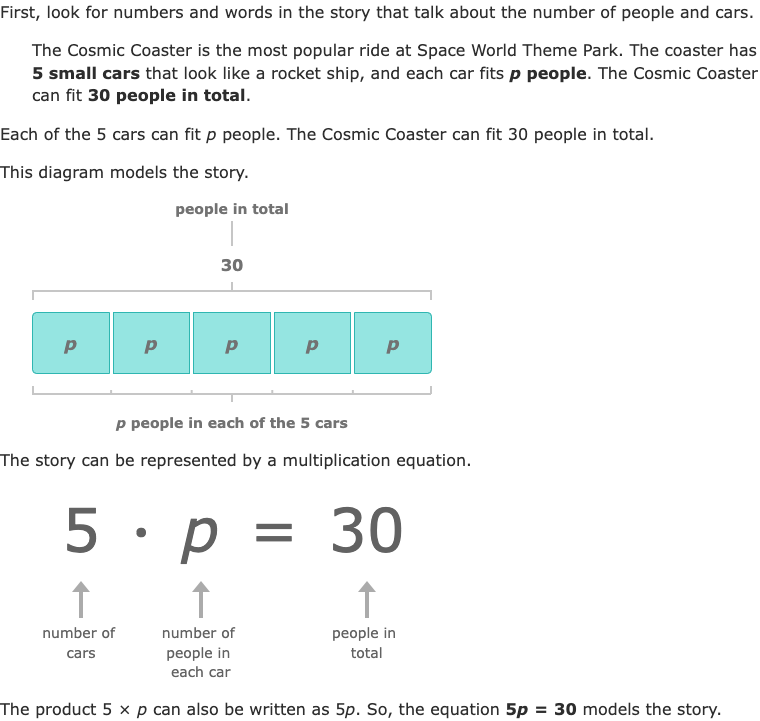 First, look for numbers and words in the story that talk about the number of people and cars.
The Cosmic Coaster is the most popular ride at Space World Theme Park. The coaster has
5 small cars that look like a rocket ship, and each car fits p people. The Cosmic Coaster
can fit 30 people in total.
Each of the 5 cars can fit p people. The Cosmic Coaster can fit 30 people in total.
This diagram models the story.
people in total
30
p p p p p
p people in each of the 5 cars
The story can be represented by a multiplication equation.
5 · p = 30
number of cars
number of people in each car
people in total
The product 5 × p can also be written as 5p. So, the equation 5p = 30 models the story.